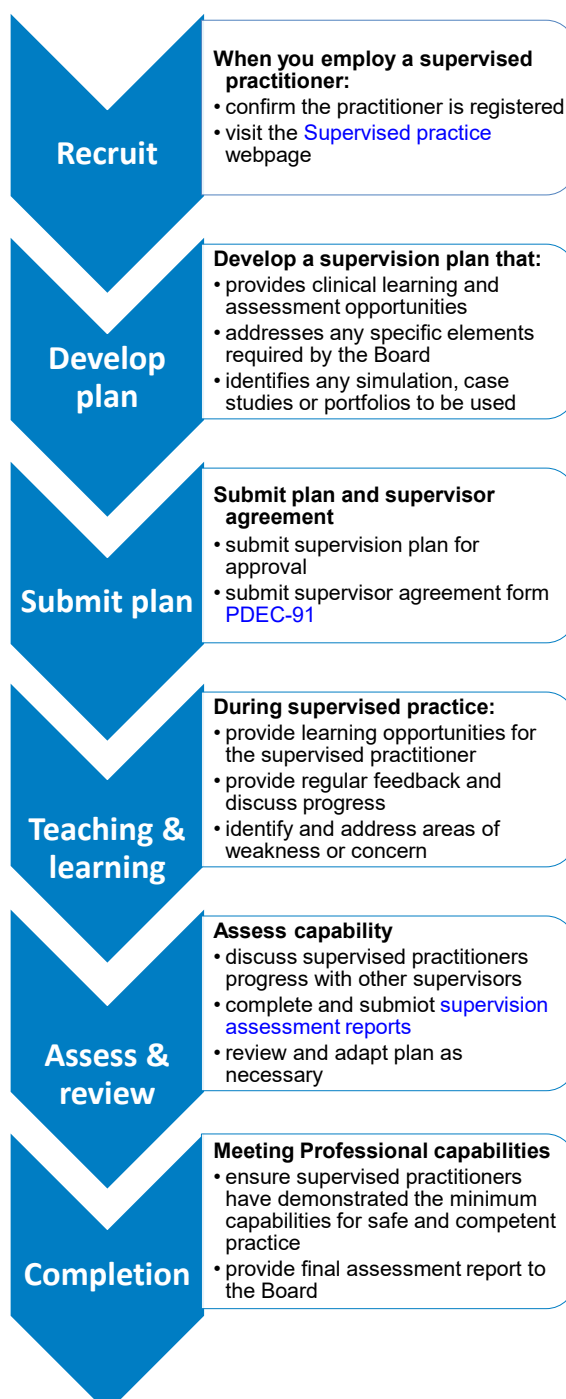 Recruit
When you employ a supervised
practitioner:
• confirm the practitioner is registered
• visit the Supervised practice
webpage
Develop
plan
Develop a supervision plan that:
• provides clinical learning and
assessment opportunities
• addresses any specific elements
required by the Board
• identifies any simulation, case
studies or portfolios to be used
Submit plan
Submit plan and supervisor
agreement
• submit supervision plan for
approval
• submit supervisor agreement form
PDEC-91
Teaching &
learning
During supervised practice:
• provide learning opportunities for
the supervised practitioner
• provide regular feedback and
discuss progress
• identify and address areas of
weakness or concern
Assess &
review
Assess capability
• discuss supervised practitioners
progress with other supervisors
• complete and submiot supervision
assessment reports
• review and adapt plan as
necessary
Completion
Meeting Professional capabilities
• ensure supervised practitioners
have demonstrated the minimum
capabilities for safe and competent
practice
• provide final assessment report to
the Board